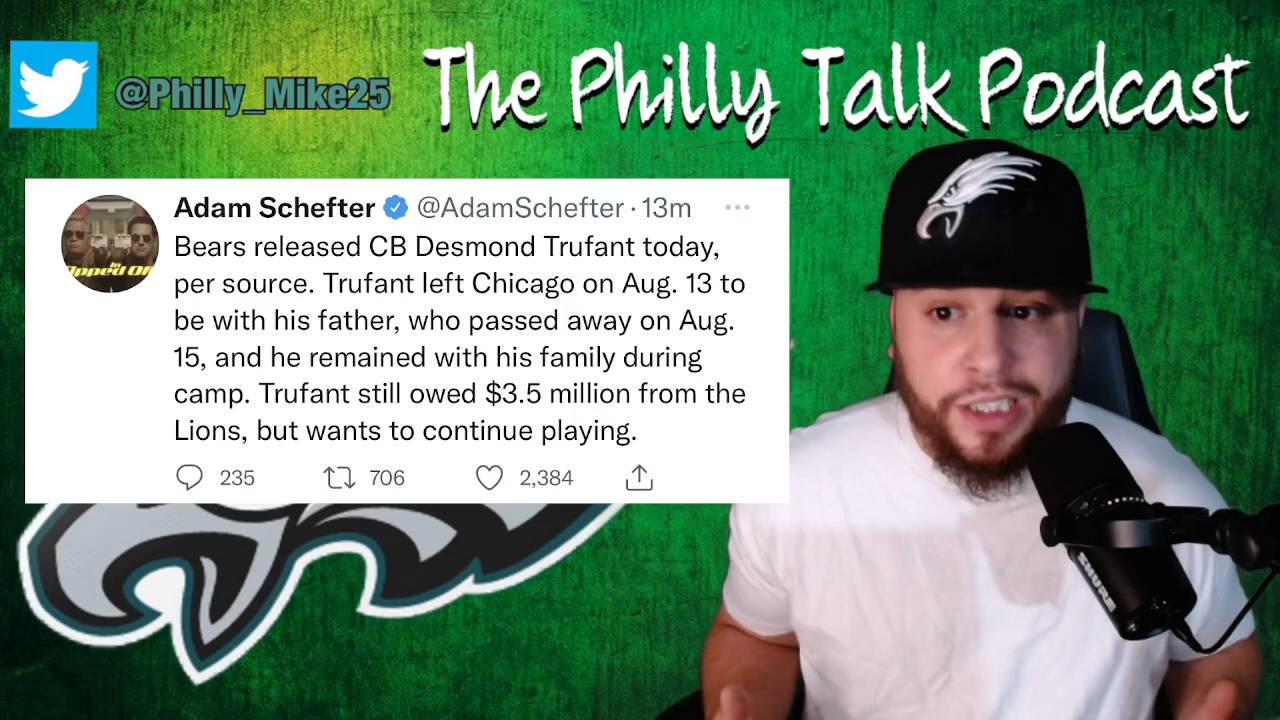 @Philly_Mike25
The Philly Talk Podcast
Adam Schefter @AdamSchefter · 13m
Bears released CB Desmond Trufant today,
per source. Trufant left Chicago on Aug. 13 to
be with his father, who passed away on Aug.
15, and he remained with his family during
camp. Trufant still owed $3.5 million from the
Lions, but wants to continue playing.
235 706 2,384
SHURE